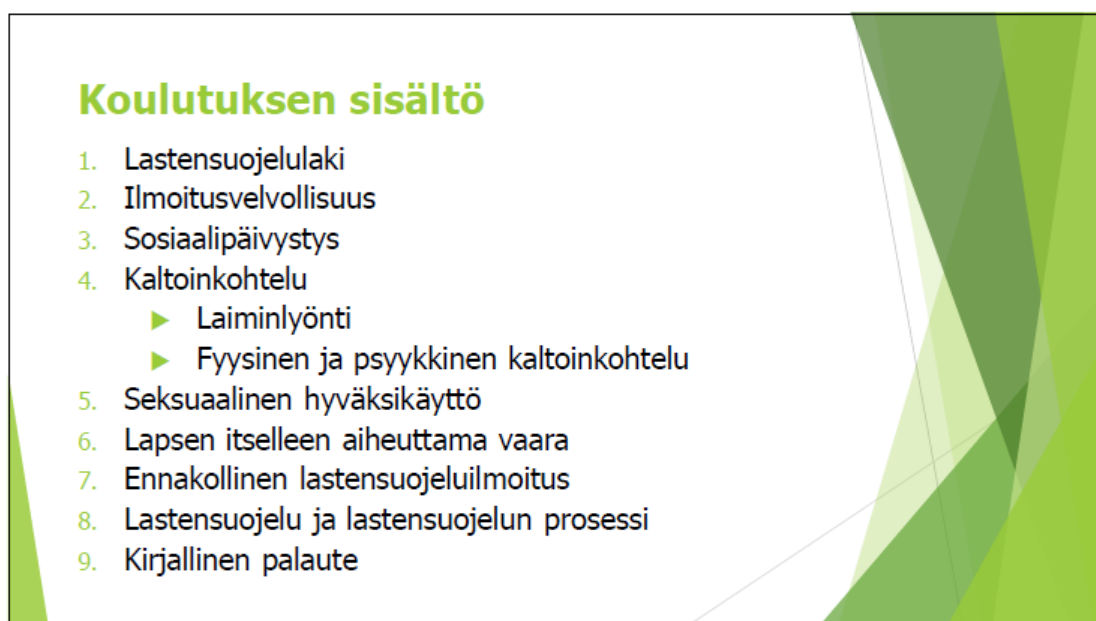 Koulutuksen sisältö
1. Lastensuojelulaki
2. Ilmoitusvelvollisuus
3. Sosiaalipäivystys
4. Kaltoinkohtelu
▶ Laiminlyönti
▶ Fyysinen ja psyykkinen kaltoinkohtelu
5. Seksuaalinen hyväksikäyttö
6. Lapsen itselleen aiheuttama vaara
7. Ennakollinen lastensuojeluilmoitus
8. Lastensuojelu ja lastensuojelun prosessi
9. Kirjallinen palaute